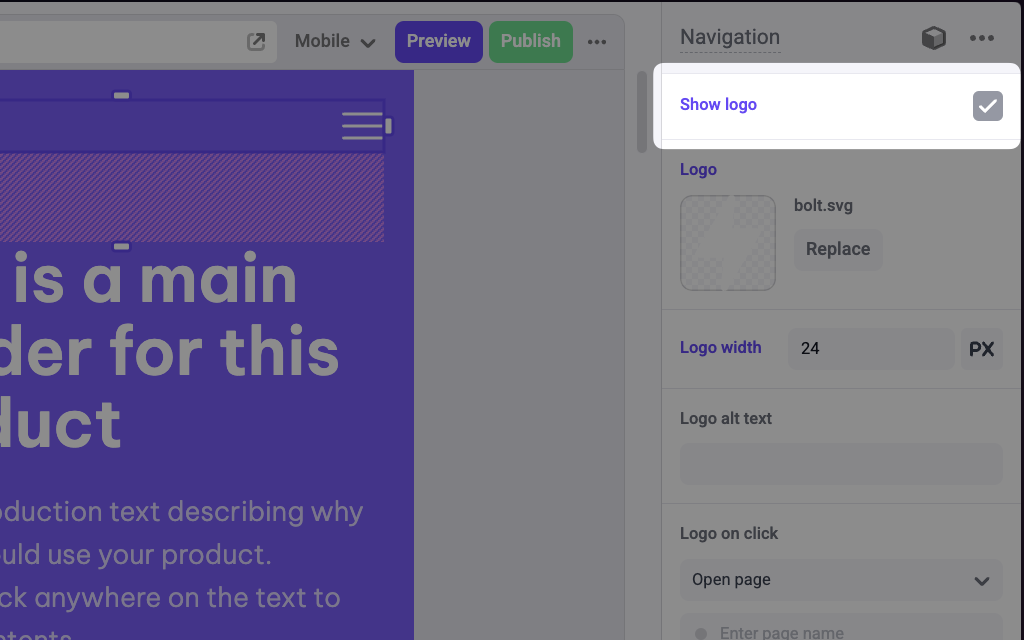 Mobile
Preview
Publish
is a main
der for this
duct
duction text describing why
uld use your product.
ck anywhere on the text to
Navigation
Show logo
Logo
bolt.svg
Replace
Logo width
24
PX
Logo alt text
Logo on click
Open page
Enter page name